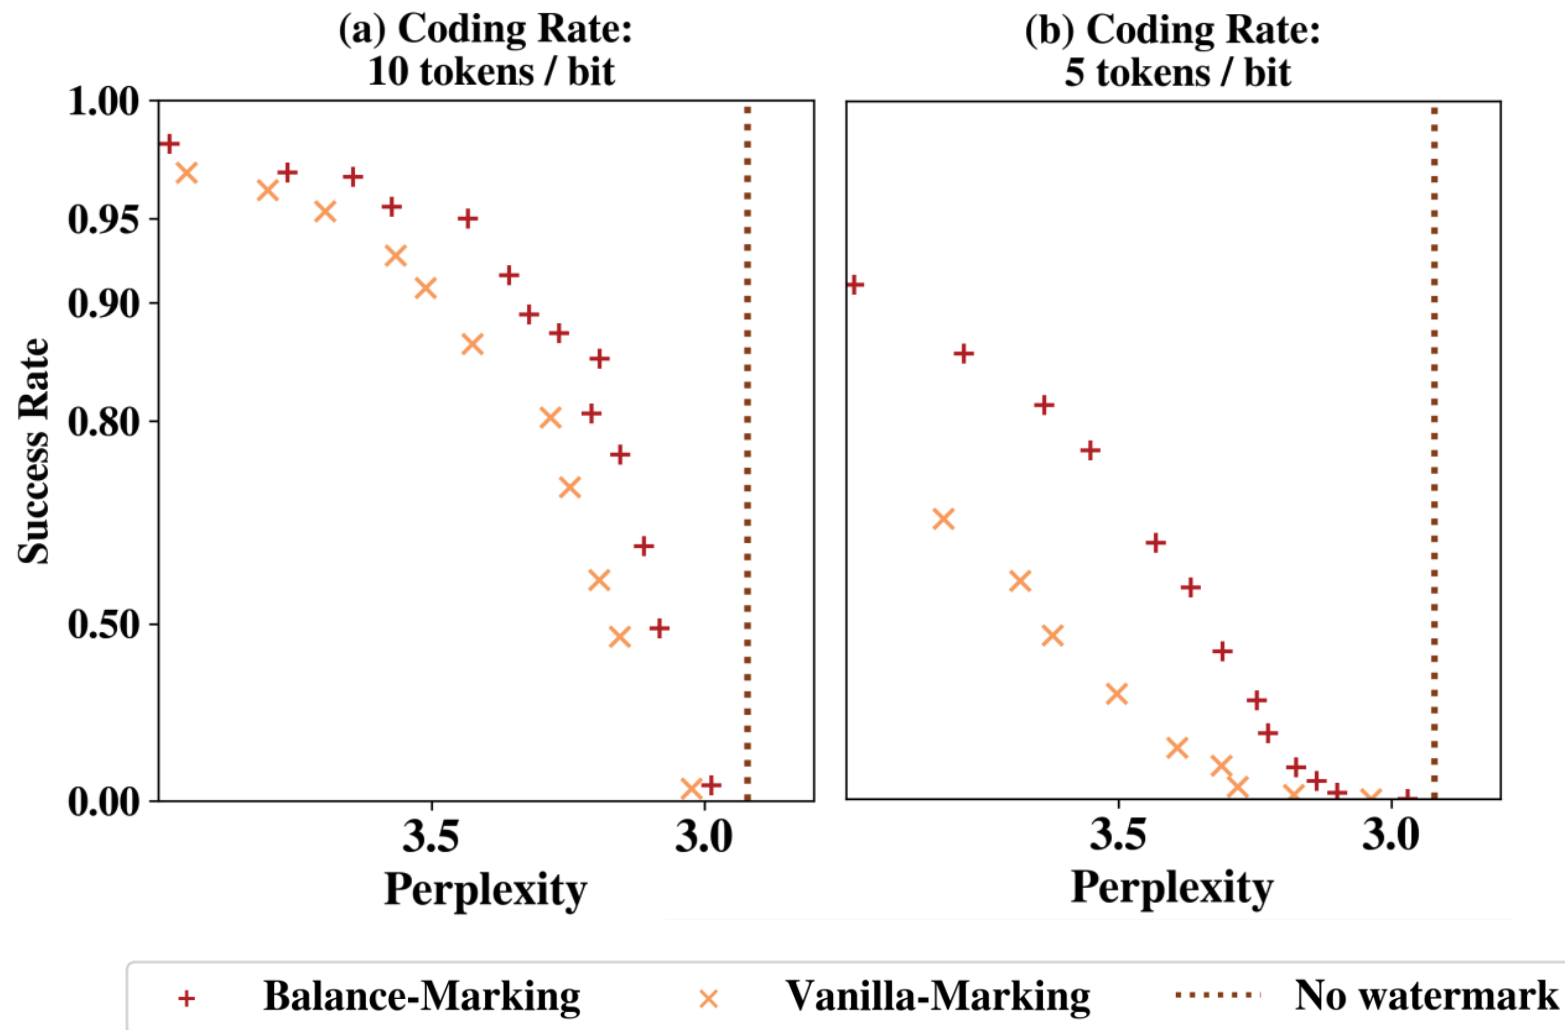 (a) Coding Rate:
10 tokens / bit
(b) Coding Rate:
5 tokens / bit
1.00
0.95
0.90
0.80
0.50
0.00
Success Rate
3.5
3.0
3.5
3.0
Perplexity
Perplexity
Balance-Marking
Vanilla-Marking
No watermark